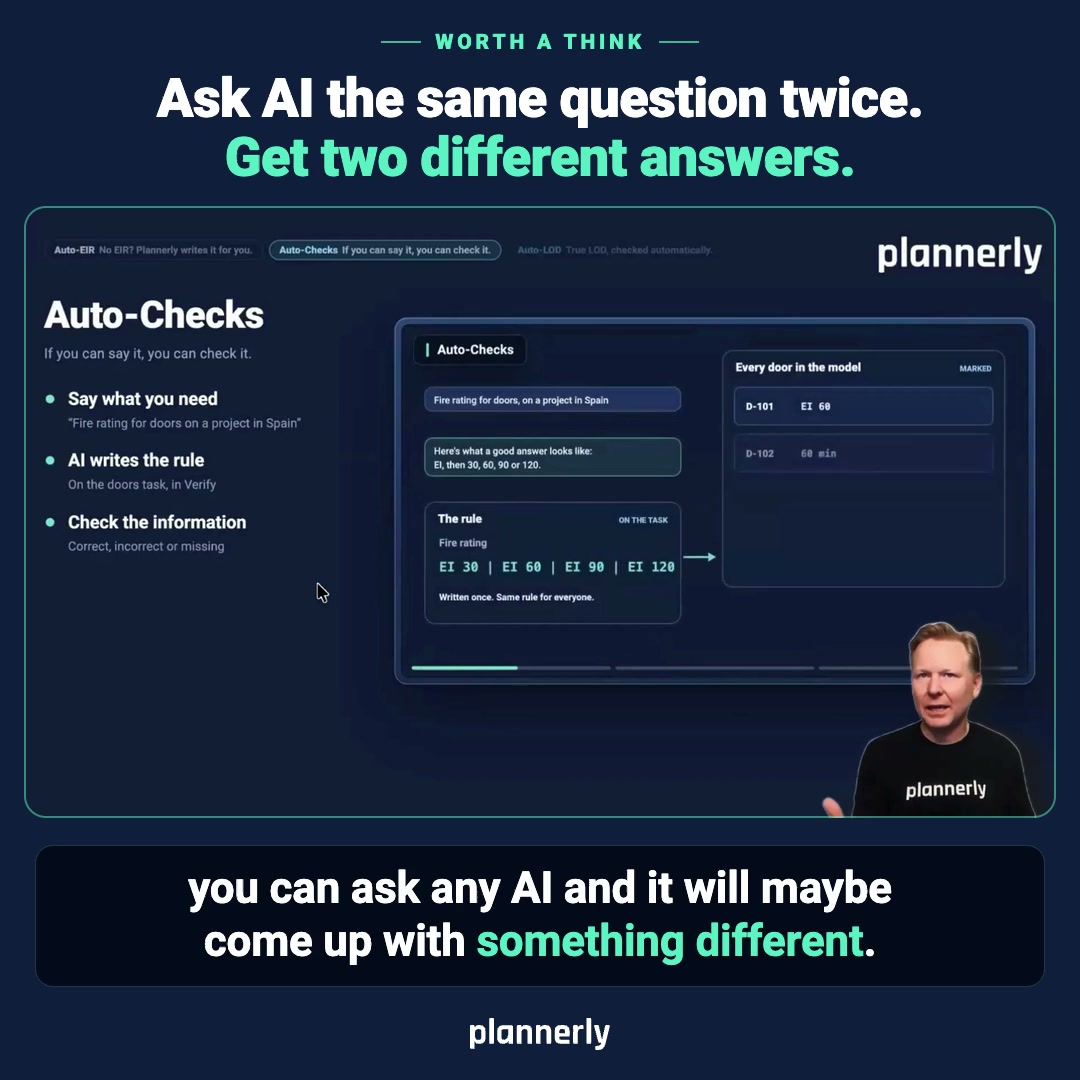 WORTH A THINK
Ask AI the same question twice.
Get two different answers.
Auto-EIR No EIR? Plannerly writes it for you.
Auto-Checks If you can say it, you can check it.
Auto-LOD True LOD, checked automatically.
plannerly
Auto-Checks
If you can say it, you can check it.
Say what you need
"Fire rating for doors on a project in Spain"
AI writes the rule
On the doors task, in Verify
Check the information
Correct, incorrect or missing
Auto-Checks
Fire rating for doors, on a project in Spain
Here's what a good answer looks like:
EI, then 30, 60, 90 or 120.
The rule ON THE TASK
Fire rating
EI 30 | EI 60 | EI 90 | EI 120
Written once. Same rule for everyone.
Every door in the model MARKED
D-101 EI 60
D-102 60 min
plannerly
you can ask any AI and it will maybe
come up with something different.
plannerly